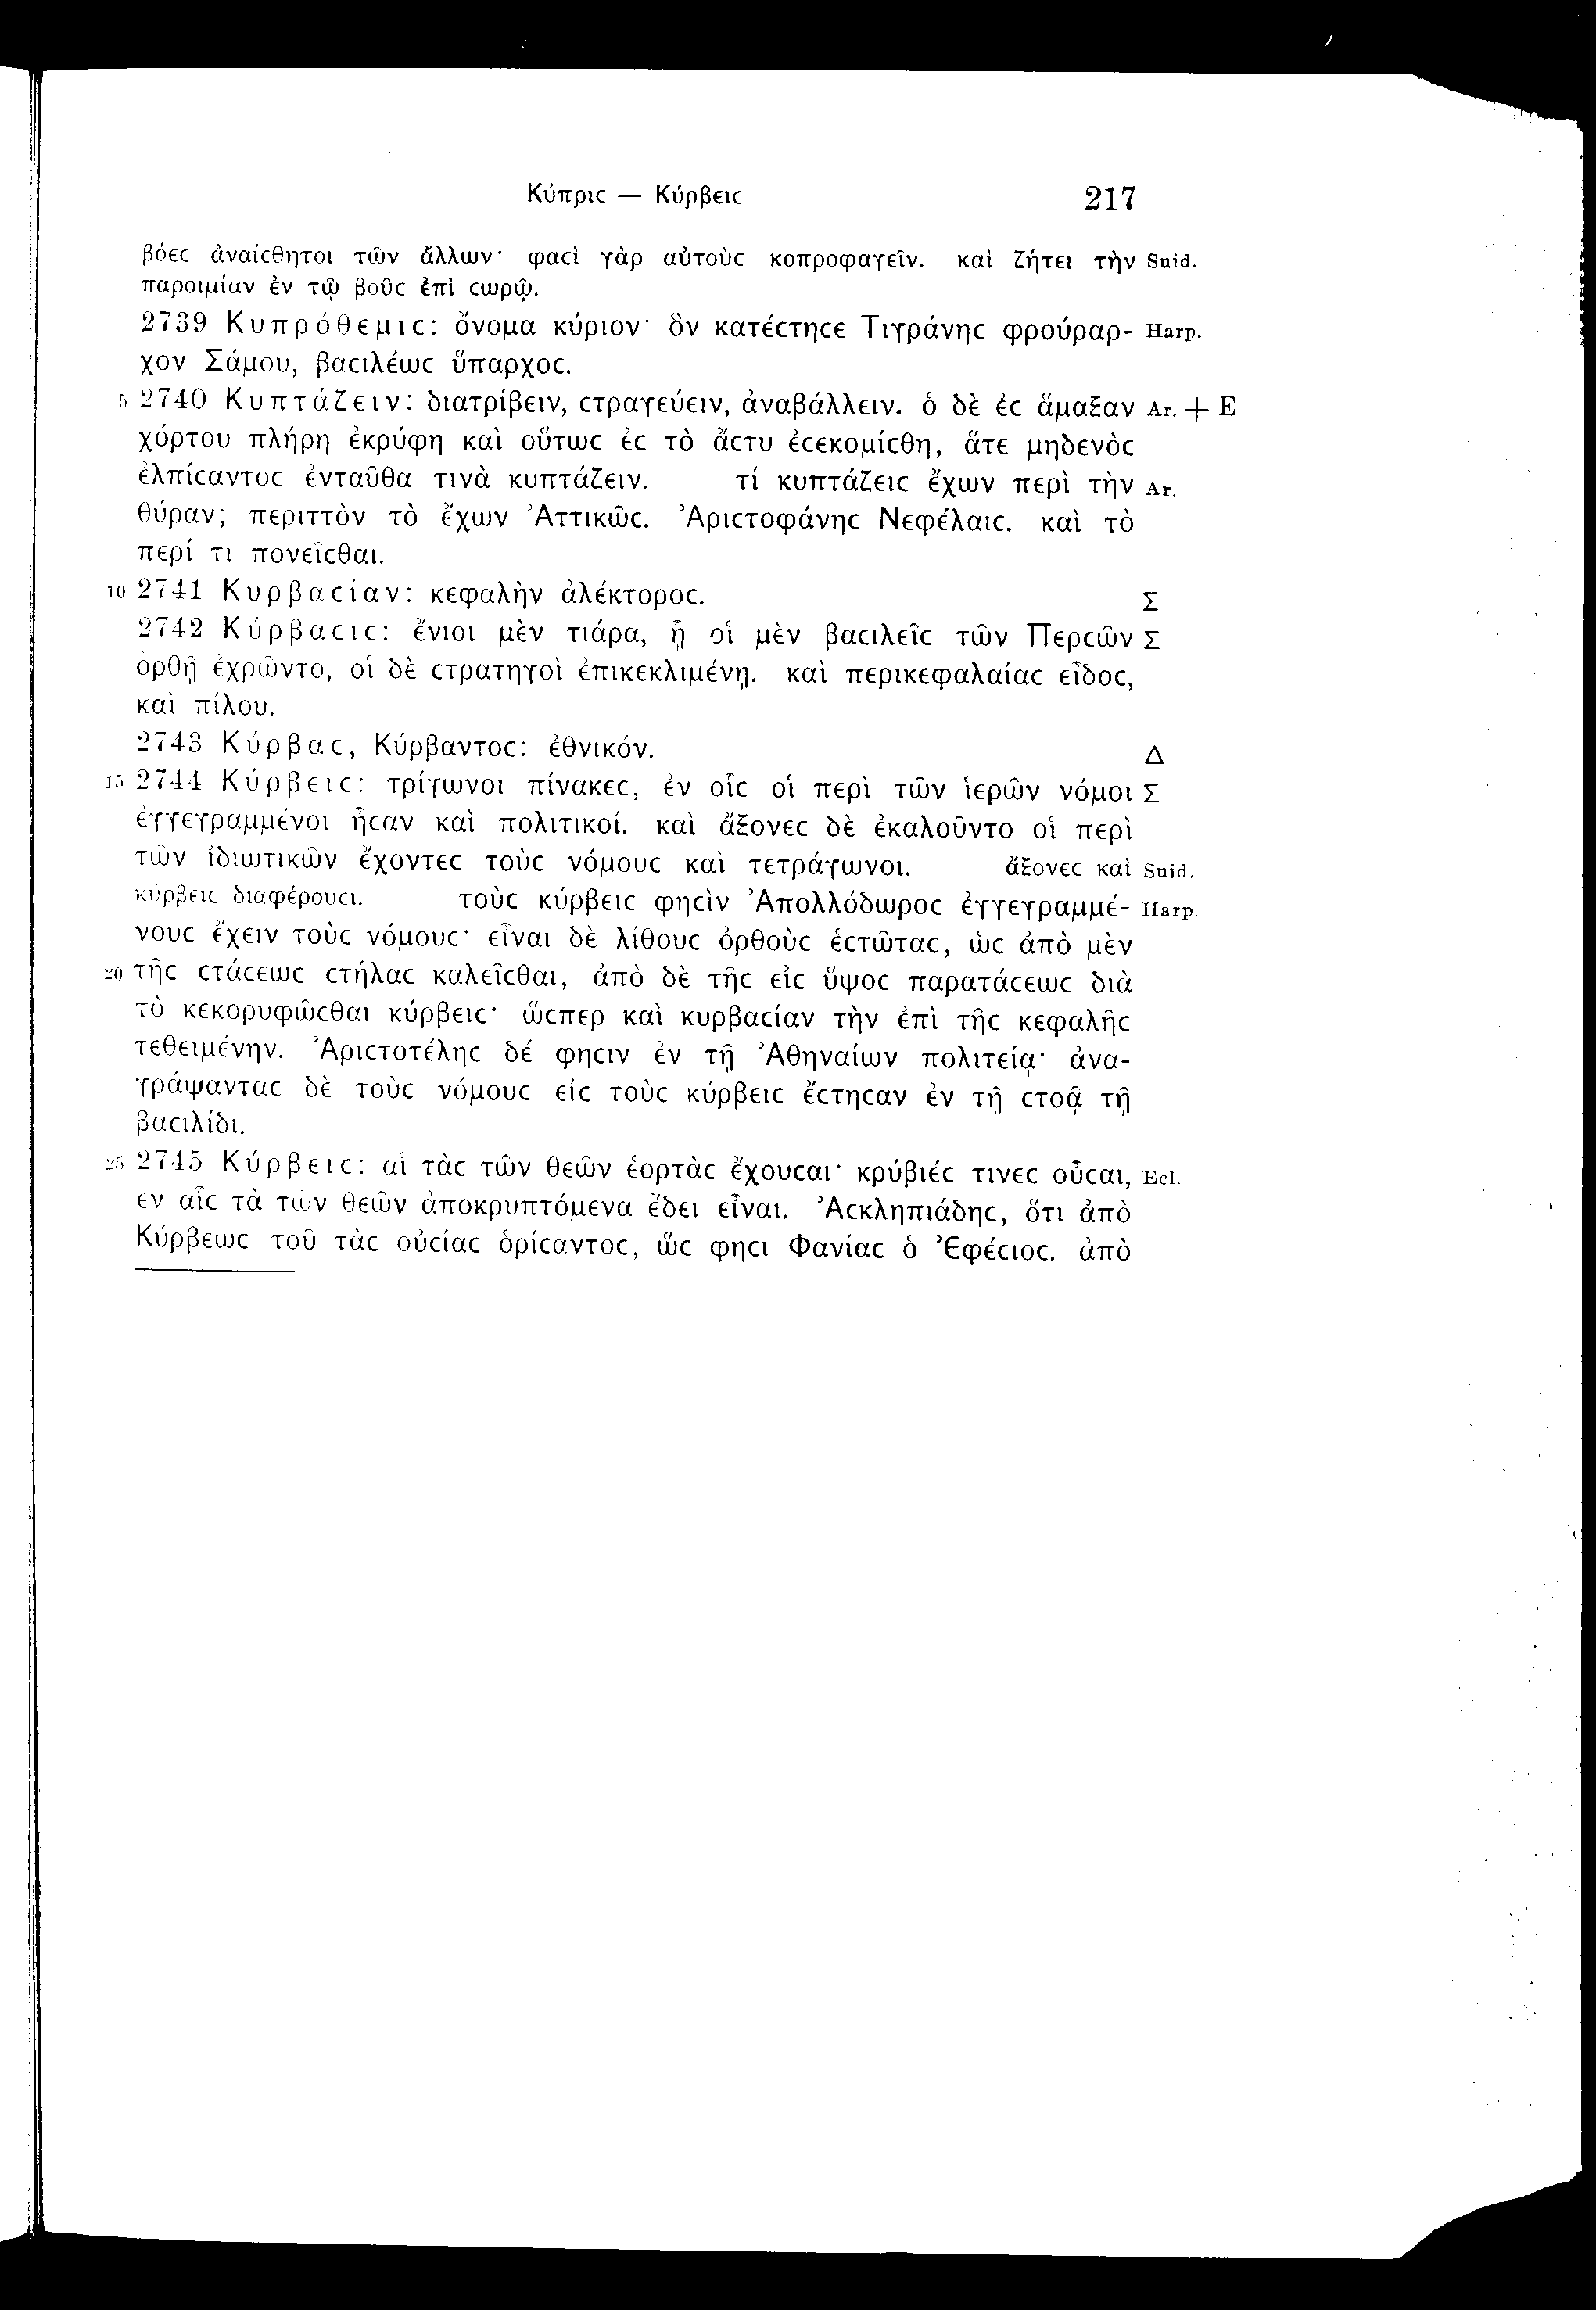 Κύπριϲ — Κύρβειϲ 217
βόεϲ ἀναίϲθητοι τῶν ἄλλων· φαϲὶ γὰρ αὐτοὺϲ κοπροφαγεῖν. καὶ ζήτει τὴν Suid.
παροιμίαν ἐν τῷ βοῦϲ ἐπὶ ϲωρῷ.
2739 Κυπρόθεμιϲ: ὄνομα κύριον· ὃν κατέϲτηϲε Τιγράνηϲ φρούραρ- Harp.
χον Σάμου, βαϲιλέωϲ ὕπαρχοϲ.
5 2740 Κυπτάζειν: διατρίβειν, ϲτραγεύειν, ἀναβάλλειν. ὁ δὲ ἐϲ ἅμαξαν Ar. + E
χόρτου πλήρη ἐκρύφη καὶ οὕτωϲ ἐϲ τὸ ἄϲτυ ἐϲεκομίϲθη, ἅτε μηδενὸϲ
ἐλπίϲαντοϲ ἐνταῦθα τινὰ κυπτάζειν. τί κυπτάζειϲ ἔχων περὶ τὴν Ar.
θύραν; περιττὸν τὸ ἔχων Ἀττικῶϲ. Ἀριϲτοφάνηϲ Νεφέλαιϲ. καὶ τὸ
περί τι πονεῖϲθαι.
10 2741 Κυρβαϲίαν: κεφαλὴν ἀλέκτοροϲ. Σ
2742 Κύρβαϲιϲ: ἔνιοι μὲν τιάρα, ᾗ οἱ μὲν βαϲιλεῖϲ τῶν Περϲῶν Σ
ὀρθῇ ἐχρῶντο, οἱ δὲ ϲτρατηγοὶ ἐπικεκλιμένῃ. καὶ περικεφαλαίαϲ εἶδοϲ,
καὶ πίλου.
2743 Κύρβαϲ, Κύρβαντοϲ: ἐθνικόν. Δ
15 2744 Κύρβειϲ: τρίγωνοι πίνακεϲ, ἐν οἷϲ οἱ περὶ τῶν ἱερῶν νόμοι Σ
ἐγγεγραμμένοι ἦϲαν καὶ πολιτικοί. καὶ ἄξονεϲ δὲ ἐκαλοῦντο οἱ περὶ
τῶν ἰδιωτικῶν ἔχοντεϲ τοὺϲ νόμουϲ καὶ τετράγωνοι. ἄξονεϲ καὶ Suid.
κύρβειϲ διαφέρουϲι. τοὺϲ κύρβειϲ φηϲὶν Ἀπολλόδωροϲ ἐγγεγραμμέ- Harp.
νουϲ ἔχειν τοὺϲ νόμουϲ· εἶναι δὲ λίθουϲ ὀρθοὺϲ ἑϲτῶταϲ, ὡϲ ἀπὸ μὲν
20 τῆϲ ϲτάϲεωϲ ϲτήλαϲ καλεῖϲθαι, ἀπὸ δὲ τῆϲ εἰϲ ὕψοϲ παρατάϲεωϲ διὰ
τὸ κεκορυφῶϲθαι κύρβειϲ· ὥϲπερ καὶ κυρβαϲίαν τὴν ἐπὶ τῆϲ κεφαλῆϲ
τεθειμένην. Ἀριϲτοτέληϲ δέ φηϲιν ἐν τῇ Ἀθηναίων πολιτείᾳ· ἀνα-
γράψανταϲ δὲ τοὺϲ νόμουϲ εἰϲ τοὺϲ κύρβειϲ ἔϲτηϲαν ἐν τῇ ϲτοᾷ τῇ
βαϲιλίδι.
25 2745 Κύρβειϲ: αἱ τὰϲ τῶν θεῶν ἑορτὰϲ ἔχουϲαι· κρύβιέϲ τινεϲ οὖϲαι, Ecl.
ἐν αἷϲ τὰ τῶν θεῶν ἀποκρυπτόμενα ἔδει εἶναι. Ἀϲκληπιάδηϲ, ὅτι ἀπὸ
Κύρβεωϲ τοῦ τὰϲ οὐϲίαϲ ὁρίϲαντοϲ, ὥϲ φηϲι Φανίαϲ ὁ Ἐφέϲιοϲ. ἀπὸ